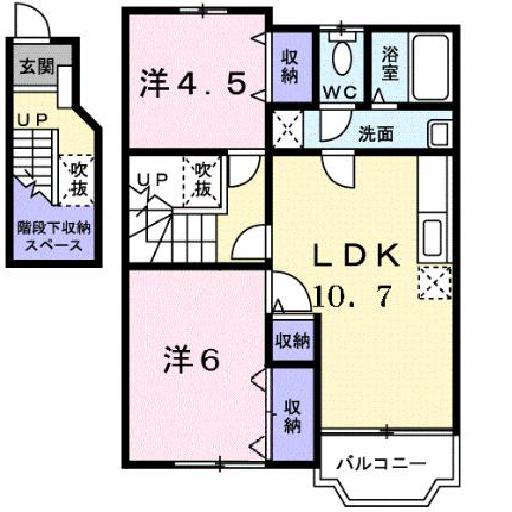 玄関
UP
吹抜
階段下収納
スペース
洋4.5
収納
WC
浴室
洗面
UP
吹抜
LDK
10.7
洋6
収納
収納
バルコニー